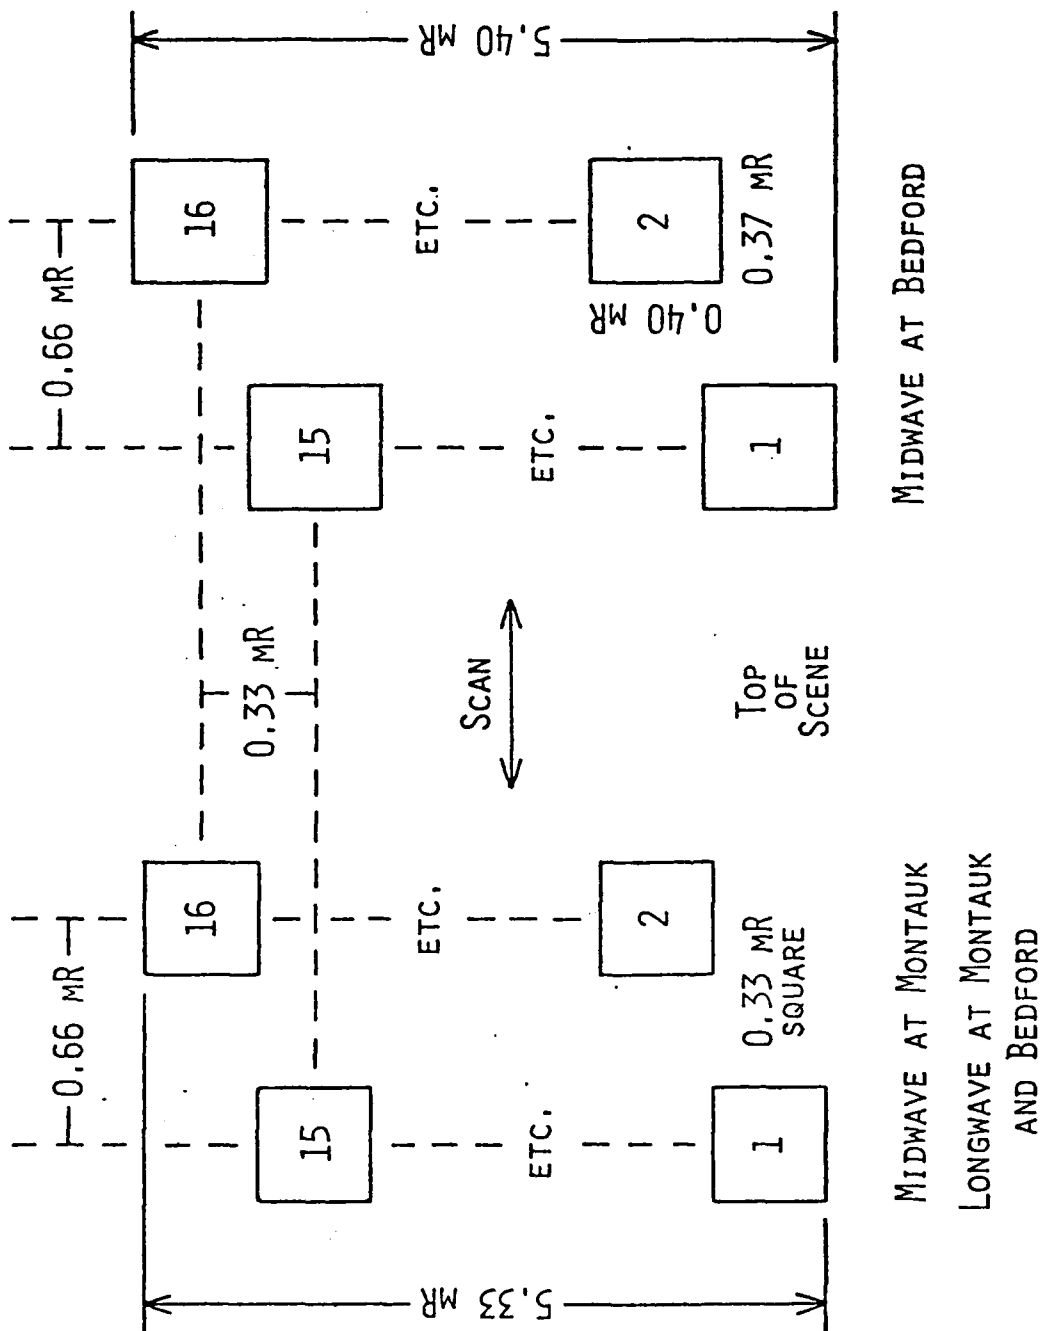 0.66 MR
0.66 MR
5.33 MR
16
15
ETC.
ETC.
2
1
0.33 MR
SQUARE
MIDWAVE AT MONTAUK
LONGWAVE AT MONTAUK
AND BEDFORD
0.33 MR
SCAN
TOP
OF
SCENE
16
15
ETC.
ETC.
2
1
0.40 MR
0.37 MR
5.40 MR
MIDWAVE AT BEDFORD